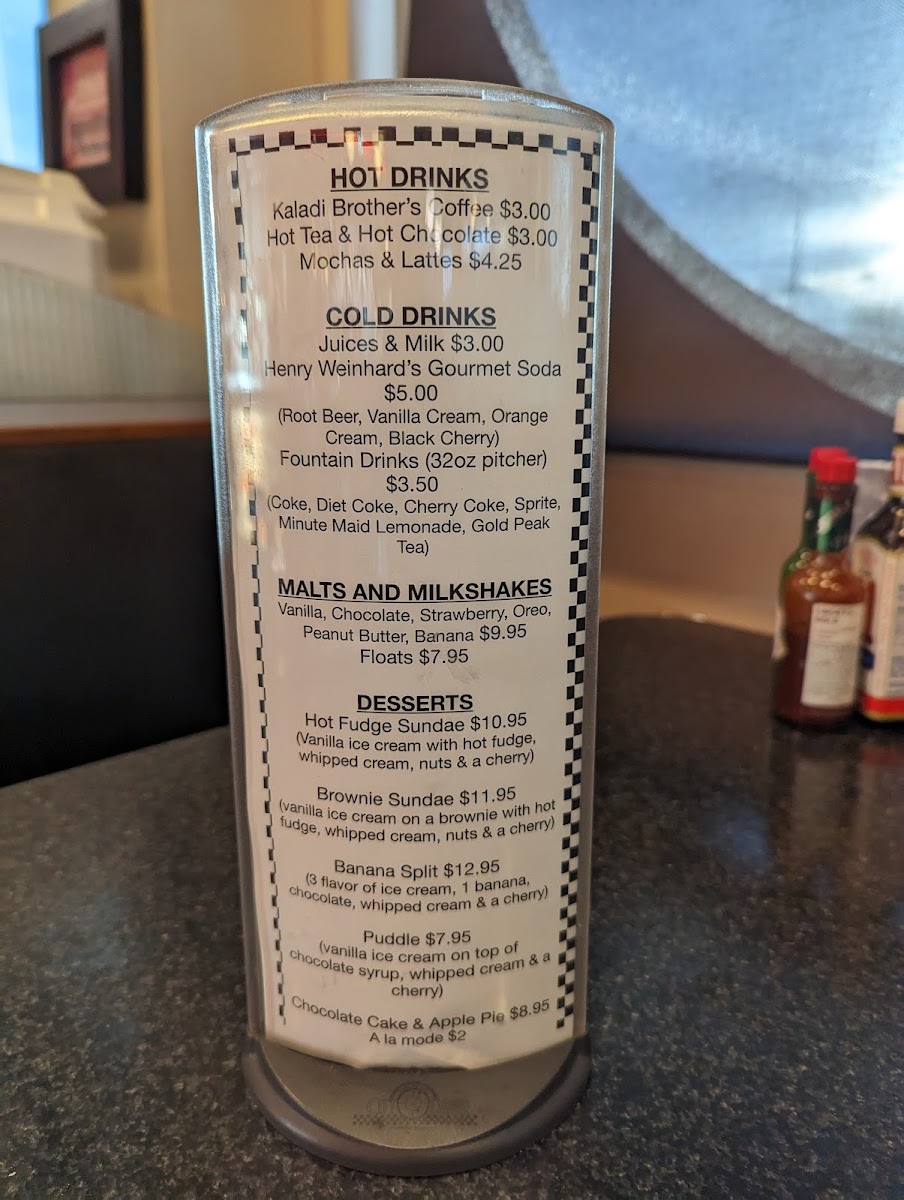 HOT DRINKS
Kaladi Brother's Coffee $3.00
Hot Tea & Hot Chocolate $3.00
Mochas & Lattes $4.25
COLD DRINKS
Juices & Milk $3.00
Henry Weinhard's Gourmet Soda
$5.00
(Root Beer, Vanilla Cream, Orange
Cream, Black Cherry)
Fountain Drinks (32oz pitcher)
$3.50
(Coke, Diet Coke, Cherry Coke, Sprite,
Minute Maid Lemonade, Gold Peak
Tea)
MALTS AND MILKSHAKES
Vanilla, Chocolate, Strawberry, Oreo,
Peanut Butter, Banana $9.95
Floats $7.95
DESSERTS
Hot Fudge Sundae $10.95
(Vanilla ice cream with hot fudge,
whipped cream, nuts & a cherry)
Brownie Sundae $11.95
(vanilla ice cream on a brownie with hot
fudge, whipped cream, nuts & a cherry)
Banana Split $12.95
(3 flavor of ice cream, 1 banana,
chocolate, whipped cream & a cherry)
Puddle $7.95
(vanilla ice cream on top of
chocolate syrup, whipped cream & a
cherry)
Chocolate Cake & Apple Pie $8.95
A la mode $2